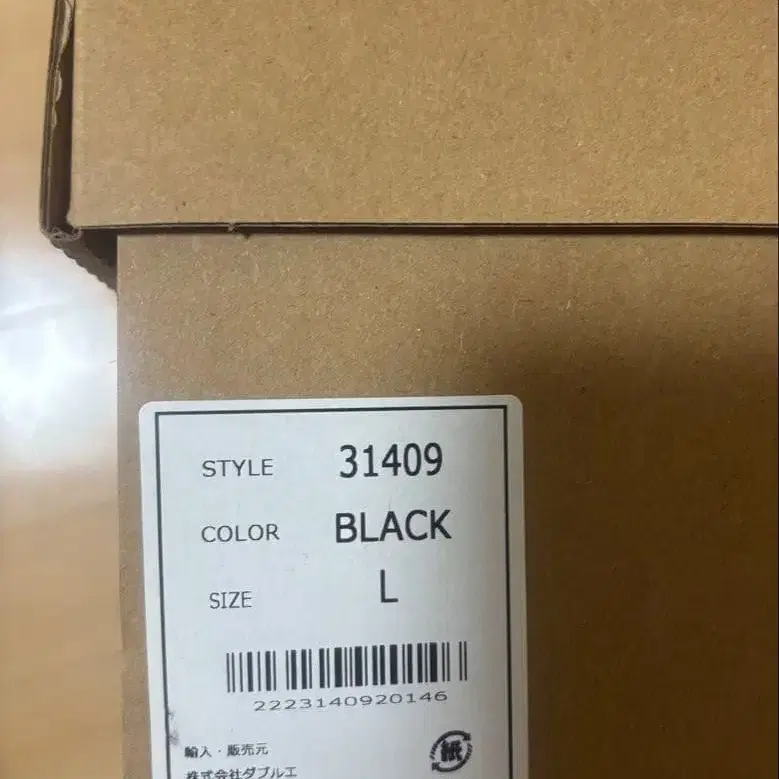 STYLE 31409
COLOR BLACK
SIZE L
2223140920146
輸入・販売元
紙
株式会社ダブルエ